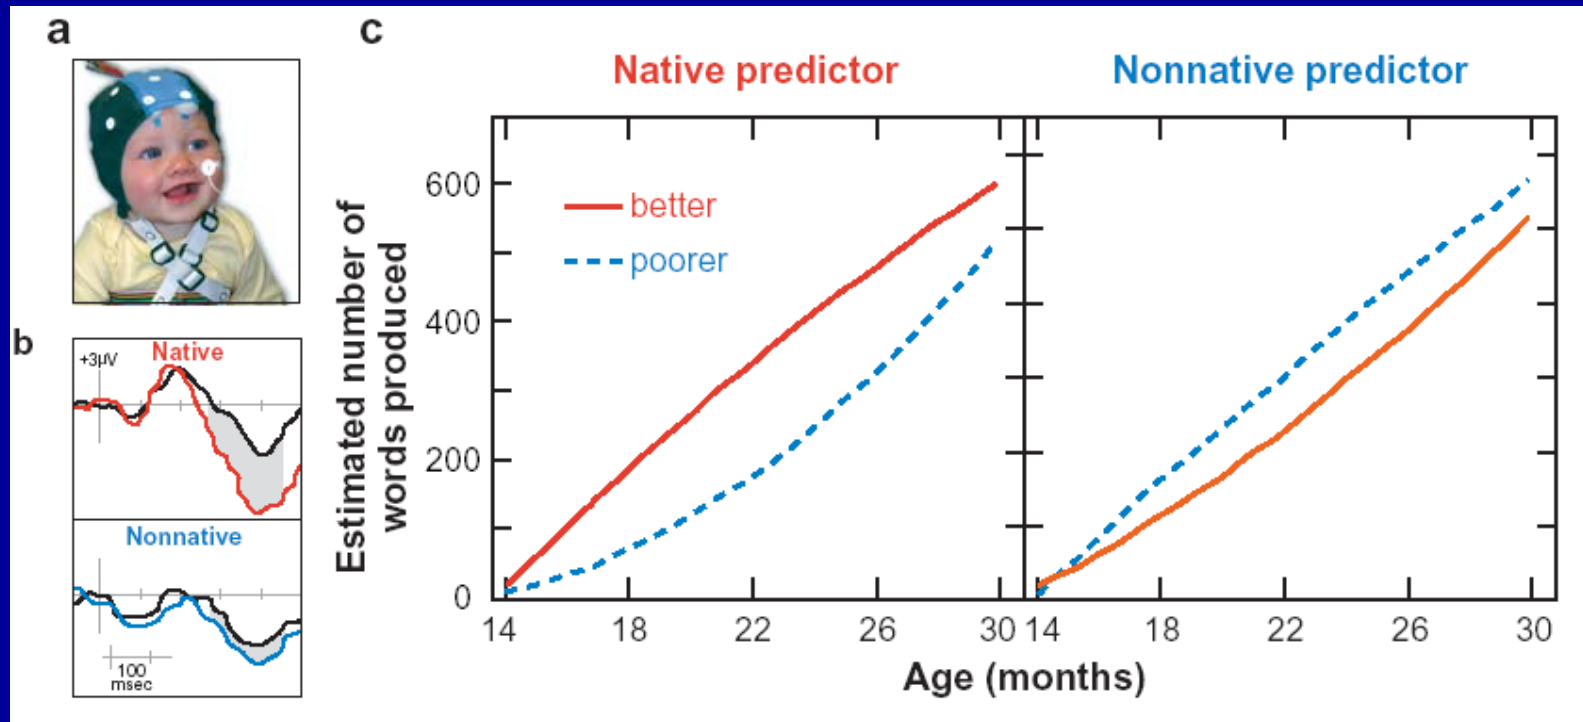 a
c
Native predictor
Nonnative predictor
Estimated number of
words produced
600
400
200
0
better
poorer
14
18
22
26
30
14
18
22
26
30
Age (months)
b
+3µV
Native
Nonnative
100
msec